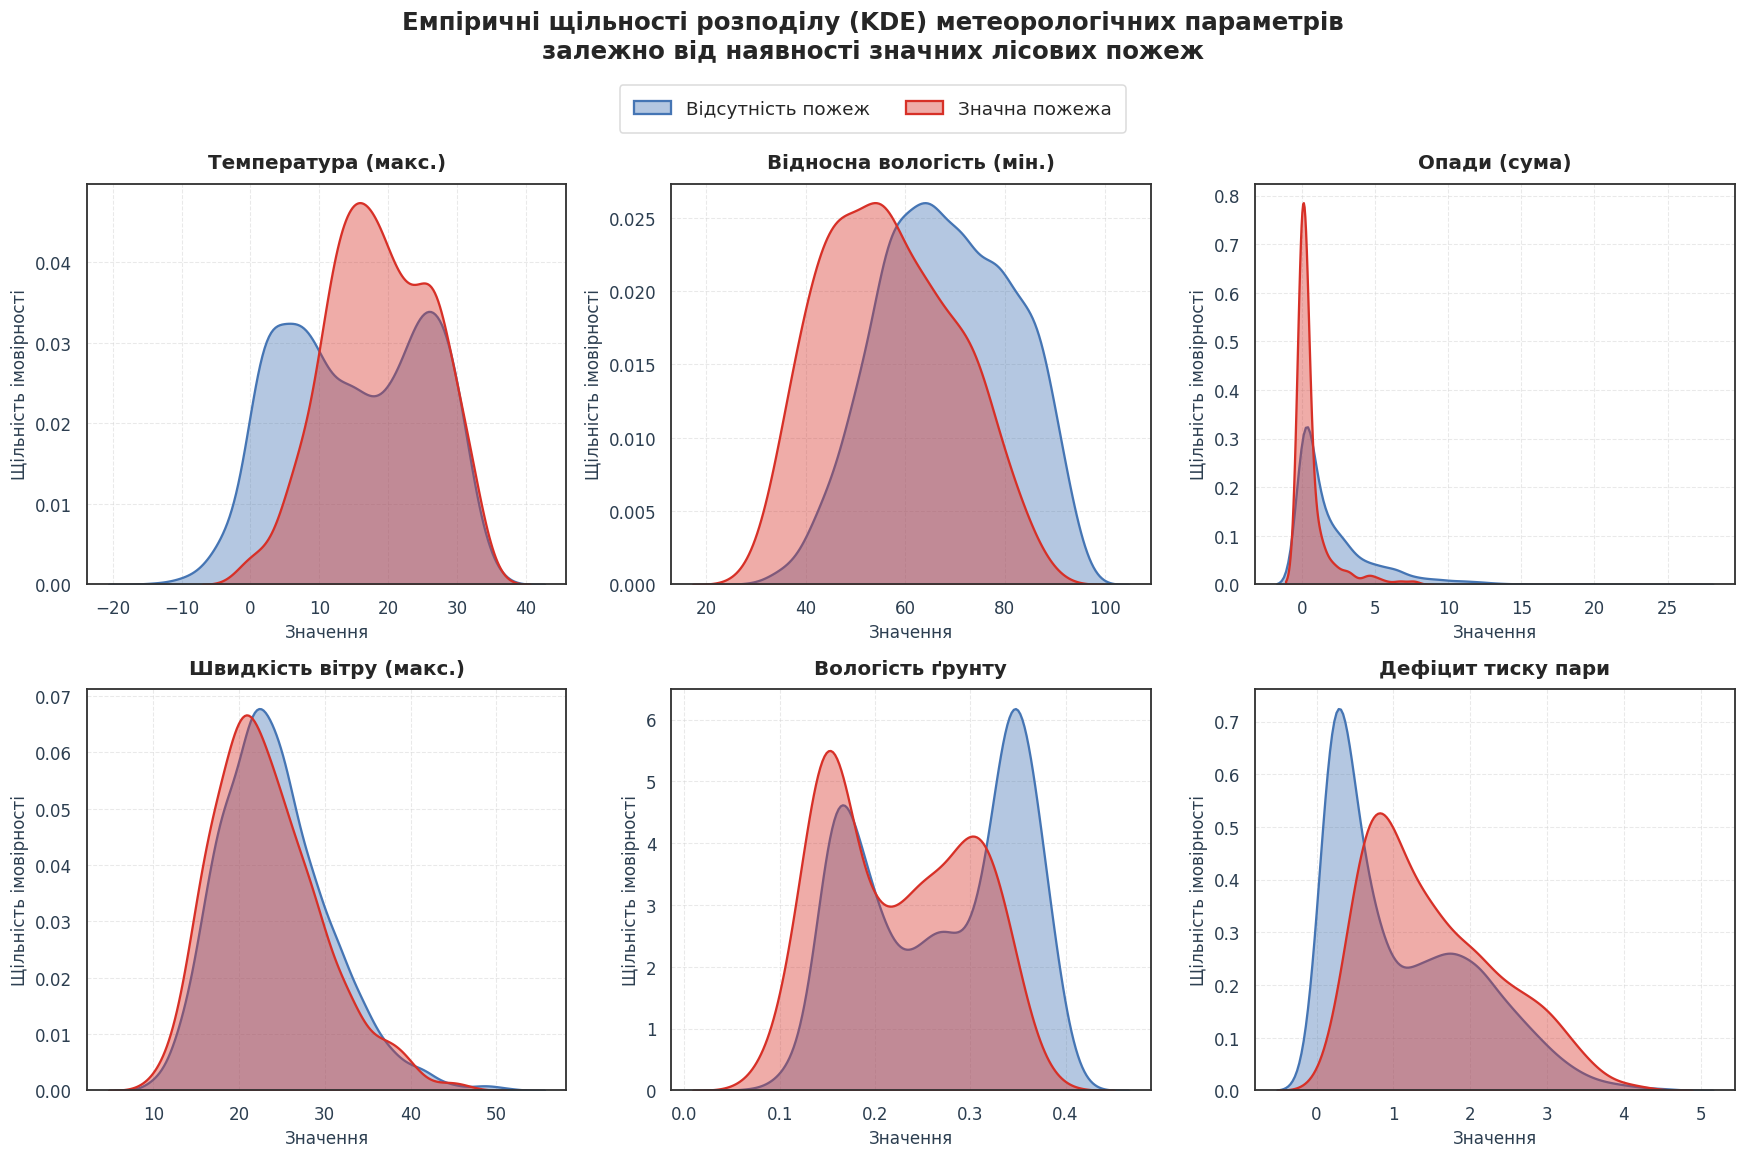 Емпіричні щільності розподілу (KDE) метеорологічних параметрів
залежно від наявності значних лісових пожеж
Відсутність пожеж
Значна пожежа
Температура (макс.)
Щільність імовірності
0.04
0.03
0.02
0.01
0.00
−20 −10 0 10 20 30 40
Значення
Відносна вологість (мін.)
Щільність імовірності
0.025
0.020
0.015
0.010
0.005
0.000
20 40 60 80 100
Значення
Опади (сума)
Щільність імовірності
0.8
0.7
0.6
0.5
0.4
0.3
0.2
0.1
0.0
0 5 10 15 20 25
Значення
Швидкість вітру (макс.)
Щільність імовірності
0.07
0.06
0.05
0.04
0.03
0.02
0.01
0.00
10 20 30 40 50
Значення
Вологість ґрунту
Щільність імовірності
6
5
4
3
2
1
0
0.0 0.1 0.2 0.3 0.4
Значення
Дефіцит тиску пари
Щільність імовірності
0.7
0.6
0.5
0.4
0.3
0.2
0.1
0.0
0 1 2 3 4 5
Значення